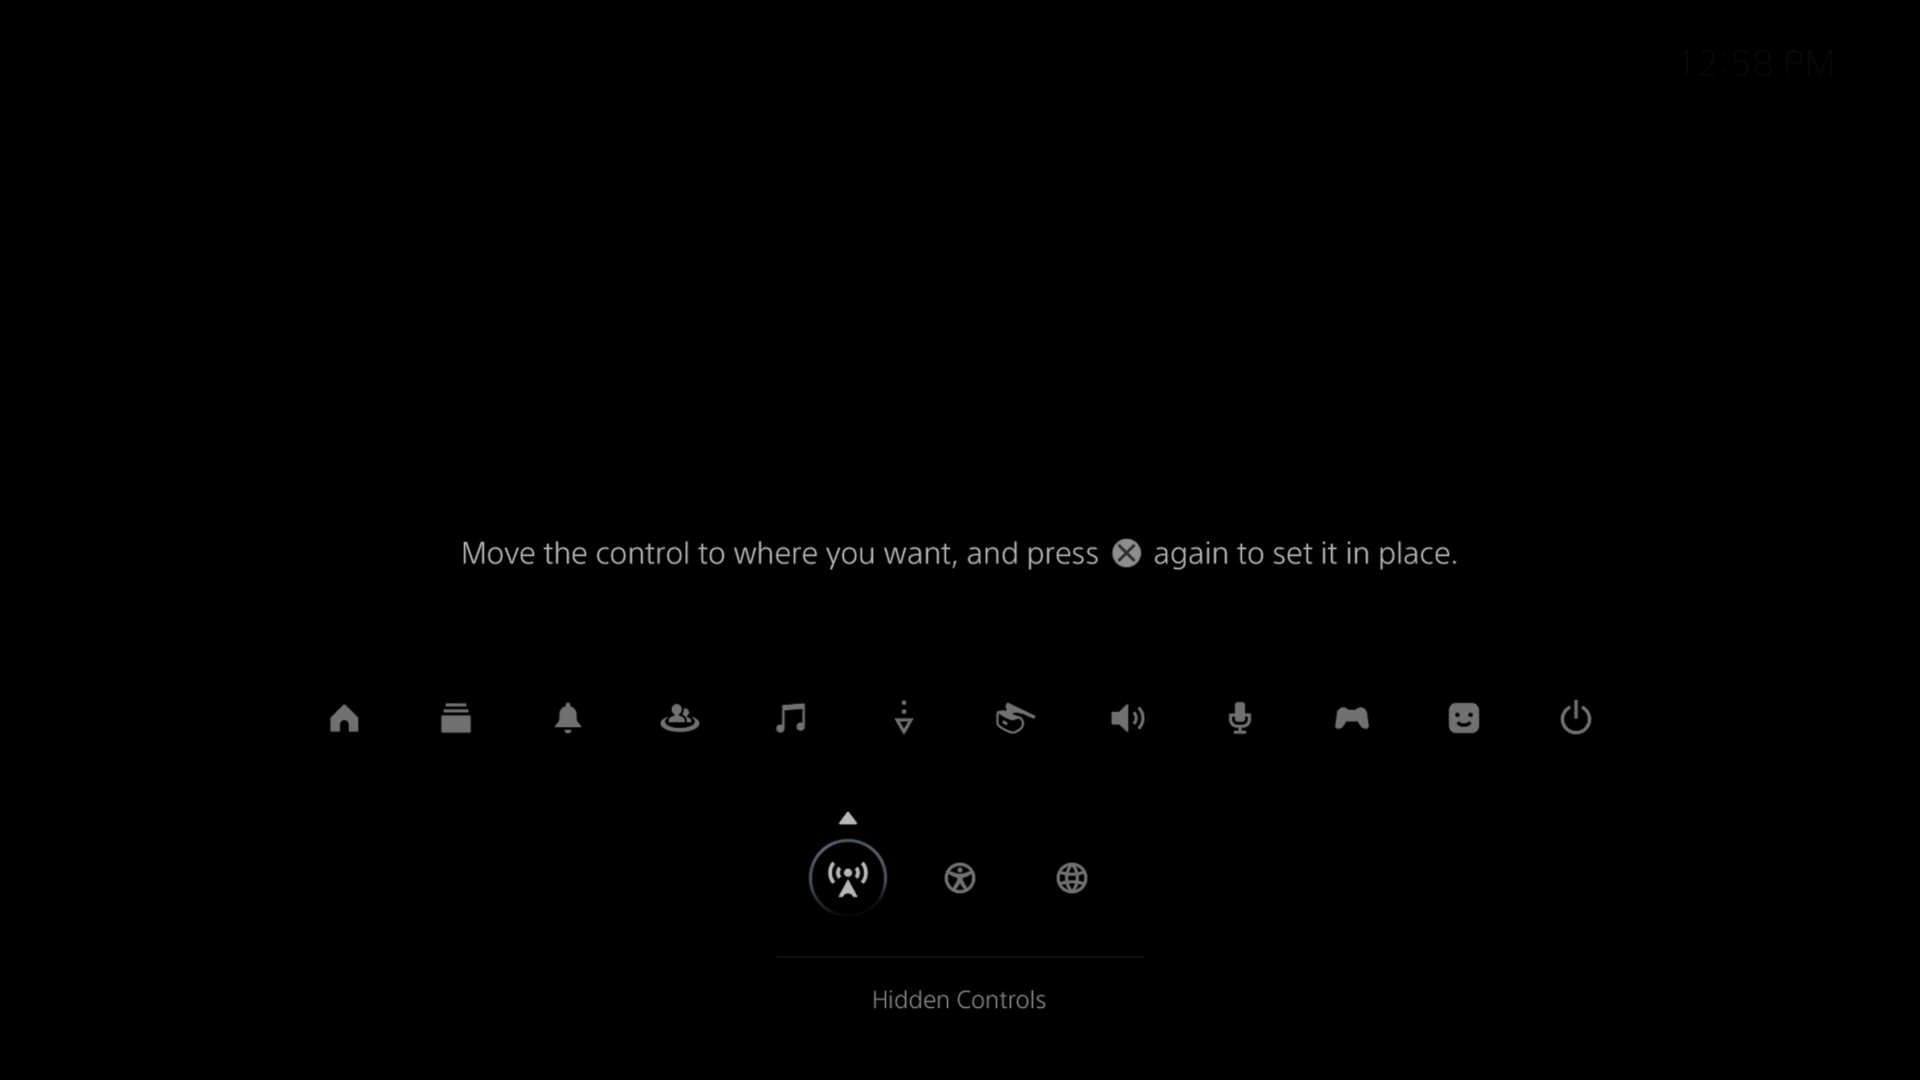 12:58 PM
Move the control to where you want, and press again to set it in place.
Hidden Controls